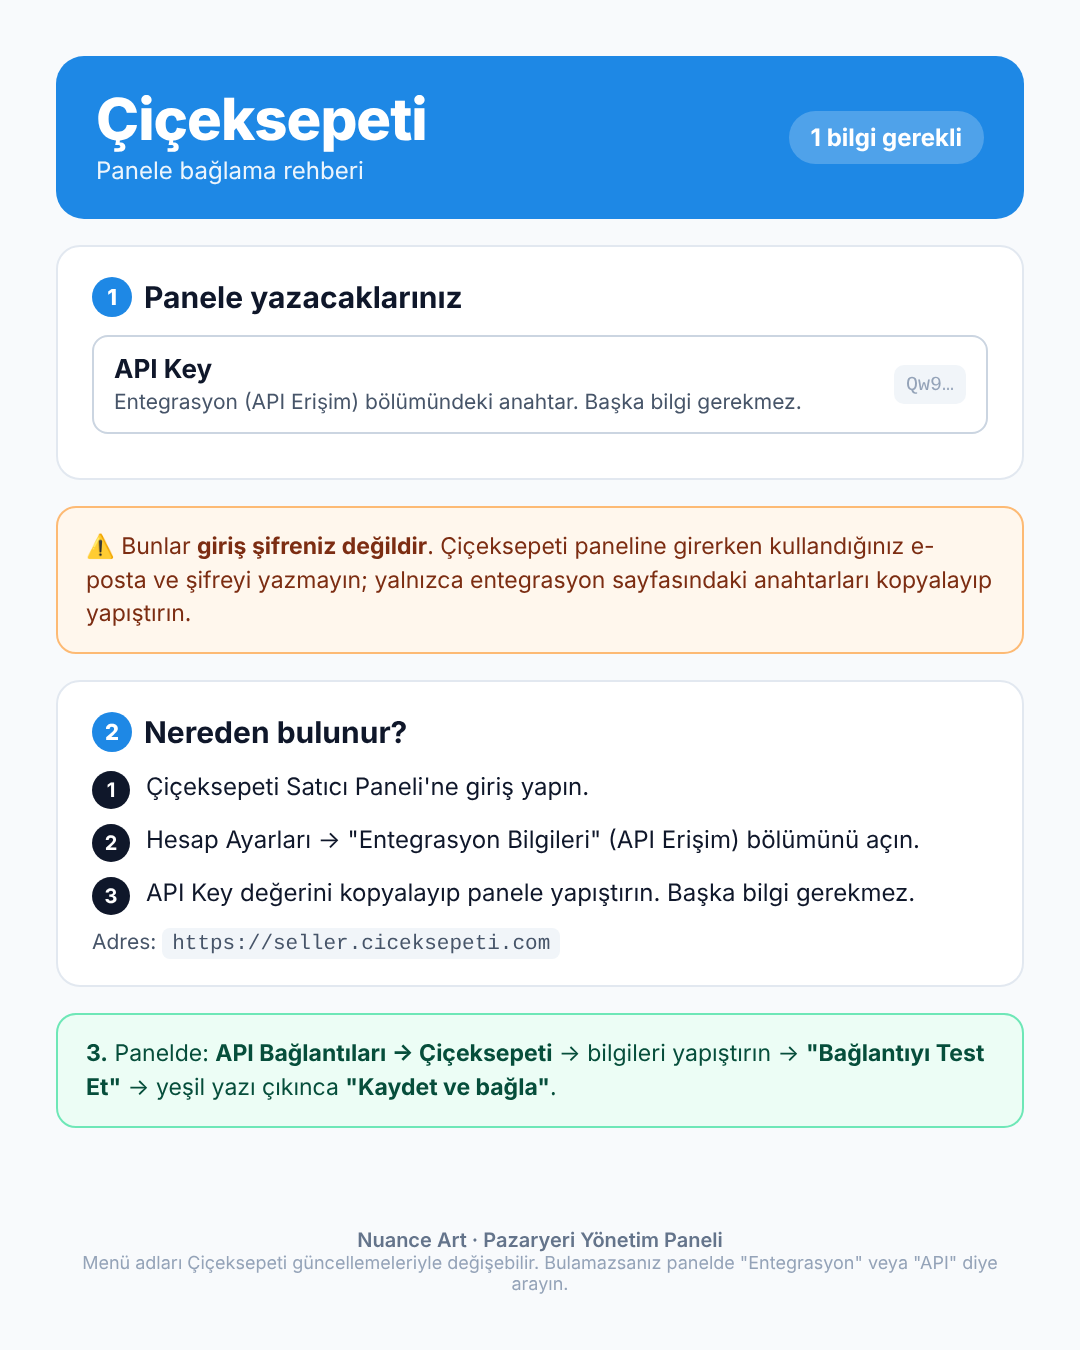 Çiçeksepeti
Panele bağlama rehberi
1 bilgi gerekli
1 Panele yazacaklarınız
API Key
Entegrasyon (API Erişim) bölümündeki anahtar. Başka bilgi gerekmez.
Qw9…
⚠️ Bunlar giriş şifreniz değildir. Çiçeksepeti paneline girerken kullandığınız e-
posta ve şifreyi yazmayın; yalnızca entegrasyon sayfasındaki anahtarları kopyalayıp
yapıştırın.
2 Nereden bulunur?
1 Çiçeksepeti Satıcı Paneli'ne giriş yapın.
2 Hesap Ayarları → "Entegrasyon Bilgileri" (API Erişim) bölümünü açın.
3 API Key değerini kopyalayıp panele yapıştırın. Başka bilgi gerekmez.
Adres: https://seller.ciceksepeti.com
3. Panelde: API Bağlantıları → Çiçeksepeti → bilgileri yapıştırın → "Bağlantıyı Test
Et" → yeşil yazı çıkınca "Kaydet ve bağla".
Nuance Art · Pazaryeri Yönetim Paneli
Menü adları Çiçeksepeti güncellemeleriyle değişebilir. Bulamazsanız panelde "Entegrasyon" veya "API" diye
arayın.